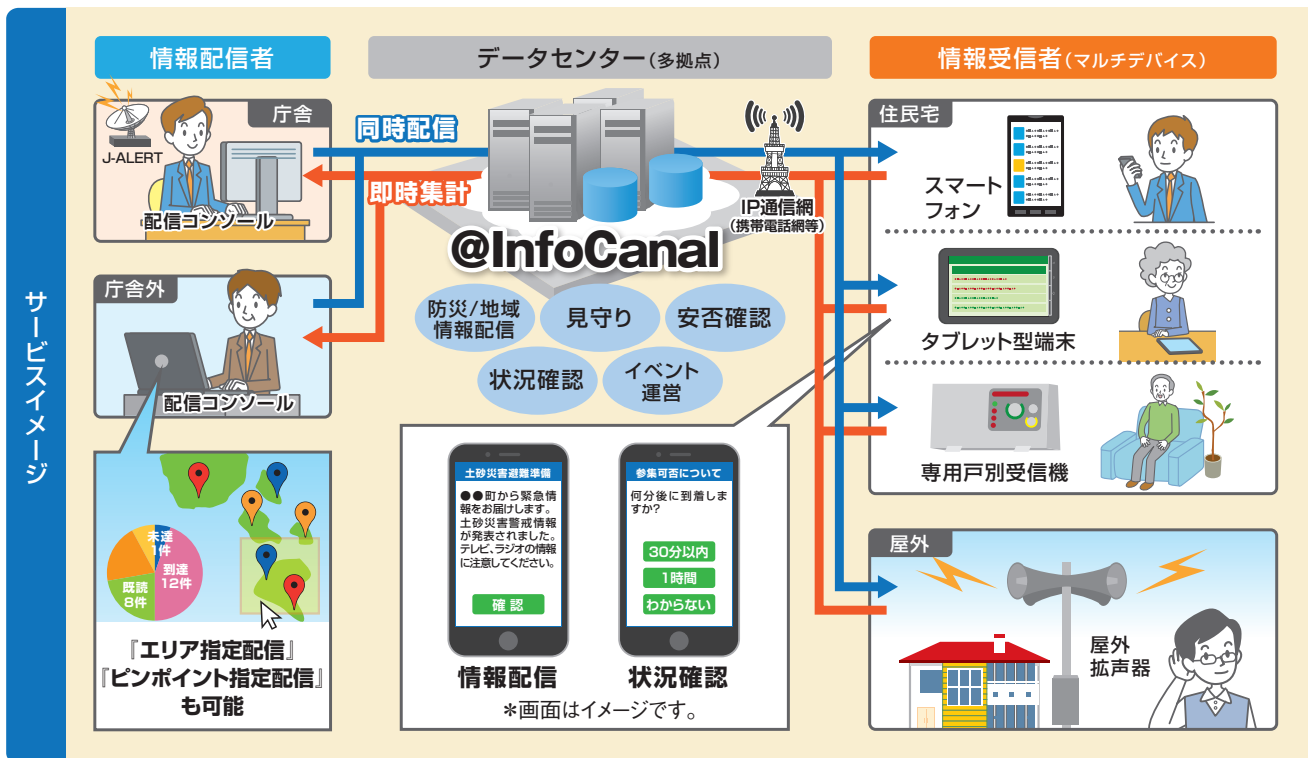 サービスイメージ
情報配信者
庁舎
J-ALERT
配信コンソール
庁舎外
配信コンソール
未達
1件
到達
12件
既読
8件
『エリア指定配信』
『ピンポイント指定配信』
も可能
データセンター(多拠点)
同時配信
即時集計
IP通信網
(携帯電話網等)
@InfoCanal
防災/地域
情報配信
見守り
安否確認
状況確認
イベント
運営
土砂災害避難準備
●●町から緊急情
報をお届けします。
土砂災害警戒情報
が発表されました。
テレビ、ラジオの情報
に注意してください。
確認
情報配信
参集可否について
何分後に到着しま
すか?
30分以内
1時間
わからない
状況確認
*画面はイメージです。
情報受信者(マルチデバイス)
住民宅
スマート
フォン
タブレット型端末
専用戸別受信機
屋外
屋外
拡声器